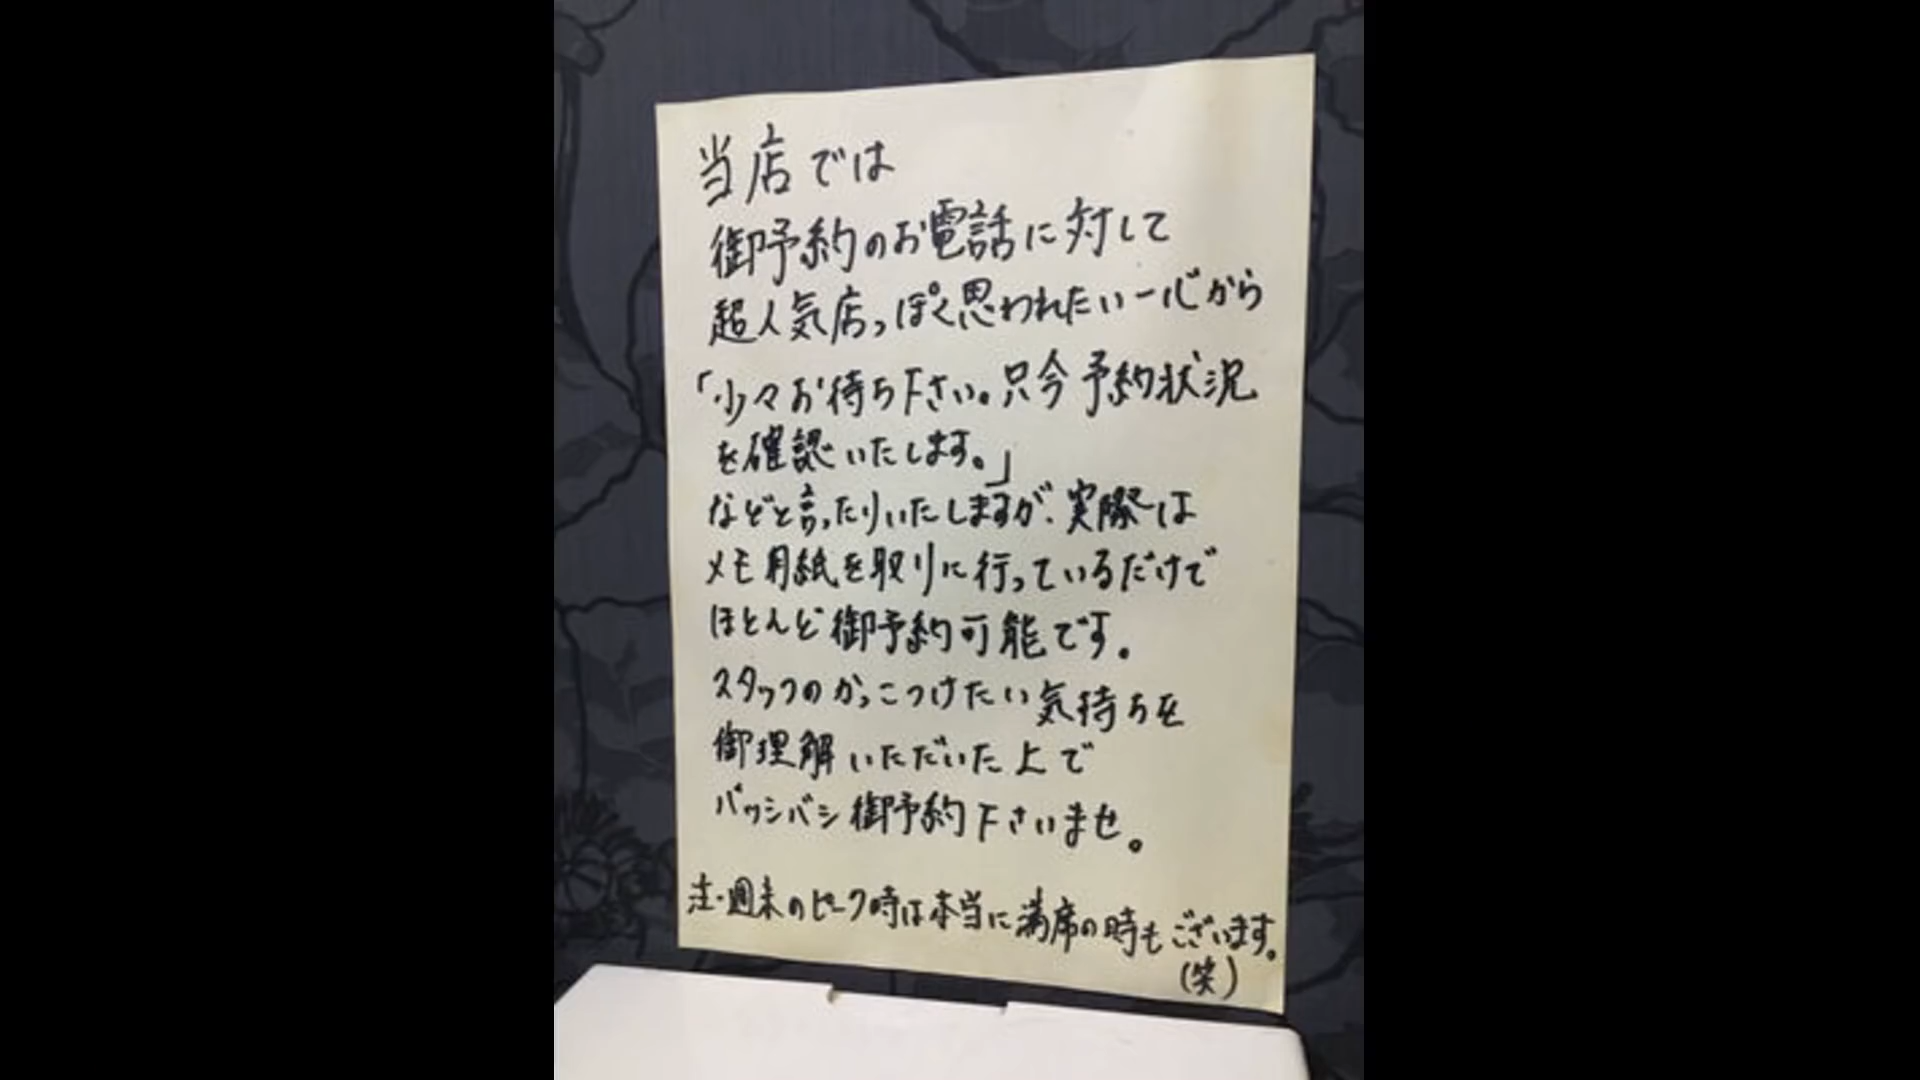 当店では
御予約のお電話に対して
超人気店っぽく思われたい一心から
「少々お待ち下さい。只今予約状況
を確認いたします。」
などと言ったりいたしますが、実際は
メモ用紙を取りに行っているだけで
ほとんど御予約可能です。
スタッフのかっこつけたい気持ちを
御理解いただいた上で
バッシバシ御予約下さいませ。
注・週末のピーク時は本当に満席の時もございます。
(笑)